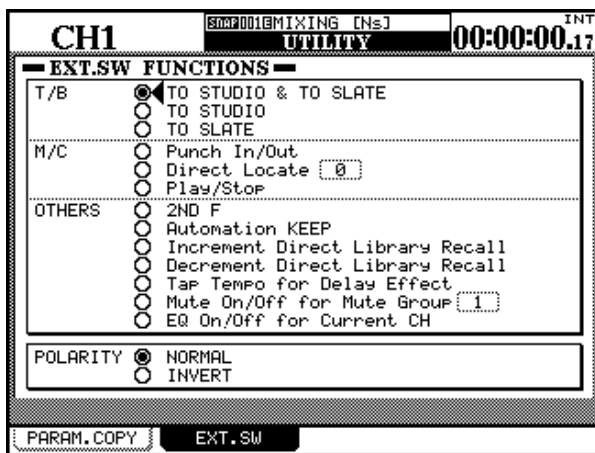 CH1
SNAP001 MIXING [Ns]
UTILITY
INT
00:00:00.17
EXT.SW FUNCTIONS
T/B
TO STUDIO & TO SLATE
TO STUDIO
TO SLATE
M/C
Punch In/Out
Direct Locate 0
Play/Stop
OTHERS
2ND F
Automation KEEP
Increment Direct Library Recall
Decrement Direct Library Recall
Tap Tempo for Delay Effect
Mute On/Off for Mute Group 1
EQ On/Off for Current CH
POLARITY
NORMAL
INVERT
PARAM.COPY
EXT.SW